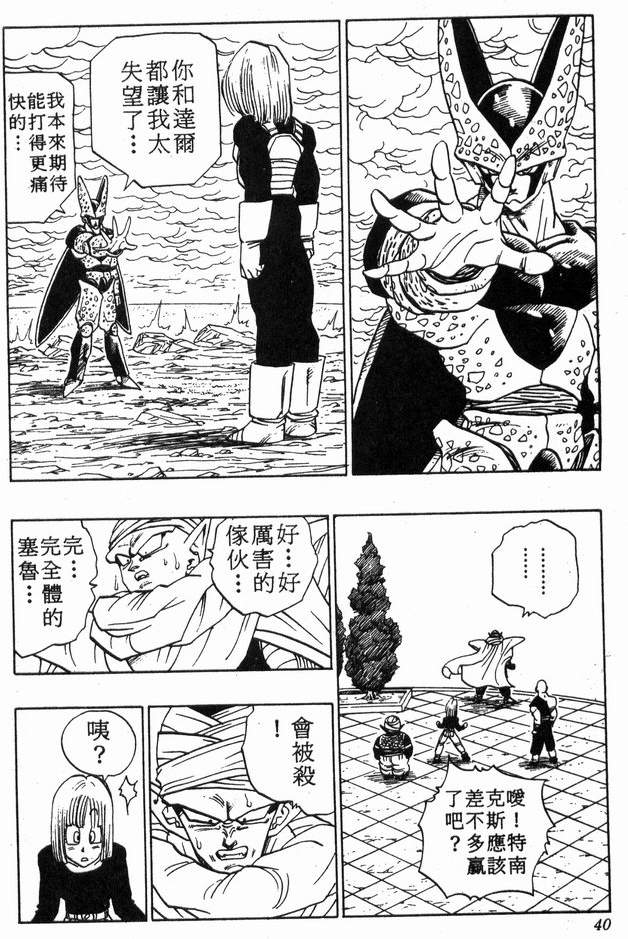 你和達爾
都讓我太
失望了…
我本來期待
能打得更痛
快的…
……
噯！特南
克斯應該
差不多贏
了吧？
好…好
厲害的
傢伙…
完…
完全體的
塞魯…
會被殺
！
咦？
40